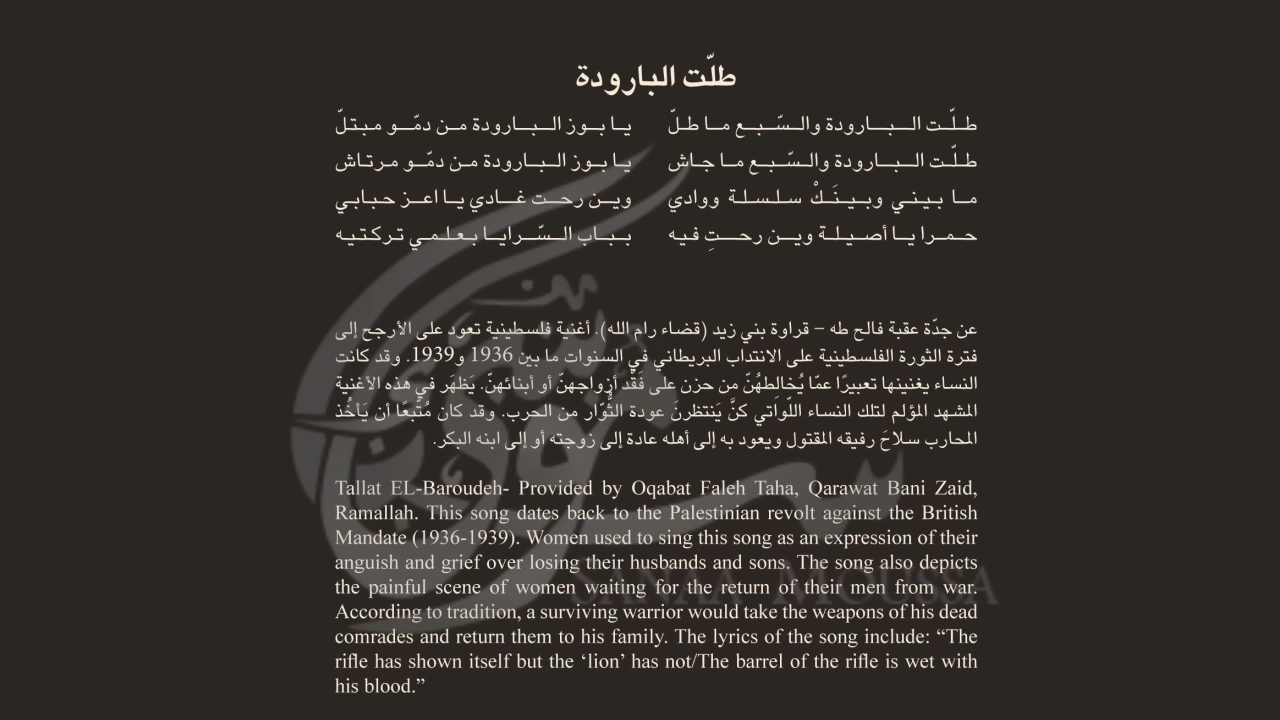 طلّت البارودة
طلّت البارودة والسّبع ما طلّ يا بوز البارودة من دمّو مبتلّ
طلّت البارودة والسّبع ما جاش يا بوز البارودة من دمّو مرتاش
ما بيني وبينَكْ سلسلة ووادي وين رحت غادي يا اعز حبابي
حمرا يا أصيلة وين رحتِ فيه بباب السّرايا بعلمي تركتيه
عن جدّة عقبة فالح طه – قراوة بني زيد (قضاء رام الله). أغنية فلسطينية تعود على الأرجح إلى
فترة الثورة الفلسطينية على الانتداب البريطاني في السنوات ما بين 1936 و1939. وقد كانت
النساء يغنينها تعبيرًا عمّا يُخالِطهُنّ من حزن على فَقْد أزواجهنّ أو أبنائهنّ. يَظهَر في هذه الأغنية
المشهد المؤلم لتلك النساء اللّواتي كنَّ يَنتظرنَ عودة الثُّوّار من الحرب. وقد كان مُتّبعًا أن يَأخُذ
المحارب سلاحَ رفيقه المقتول ويعود به إلى أهله عادة إلى زوجته أو إلى ابنه البكر.
Tallat EL-Baroudeh- Provided by Oqabat Faleh Taha, Qarawat Bani Zaid,
Ramallah. This song dates back to the Palestinian revolt against the British
Mandate (1936-1939). Women used to sing this song as an expression of their
anguish and grief over losing their husbands and sons. The song also depicts
the painful scene of women waiting for the return of their men from war.
According to tradition, a surviving warrior would take the weapons of his dead
comrades and return them to his family. The lyrics of the song include: “The
rifle has shown itself but the ‘lion’ has not/The barrel of the rifle is wet with
his blood.”
SANAA MOUSSA